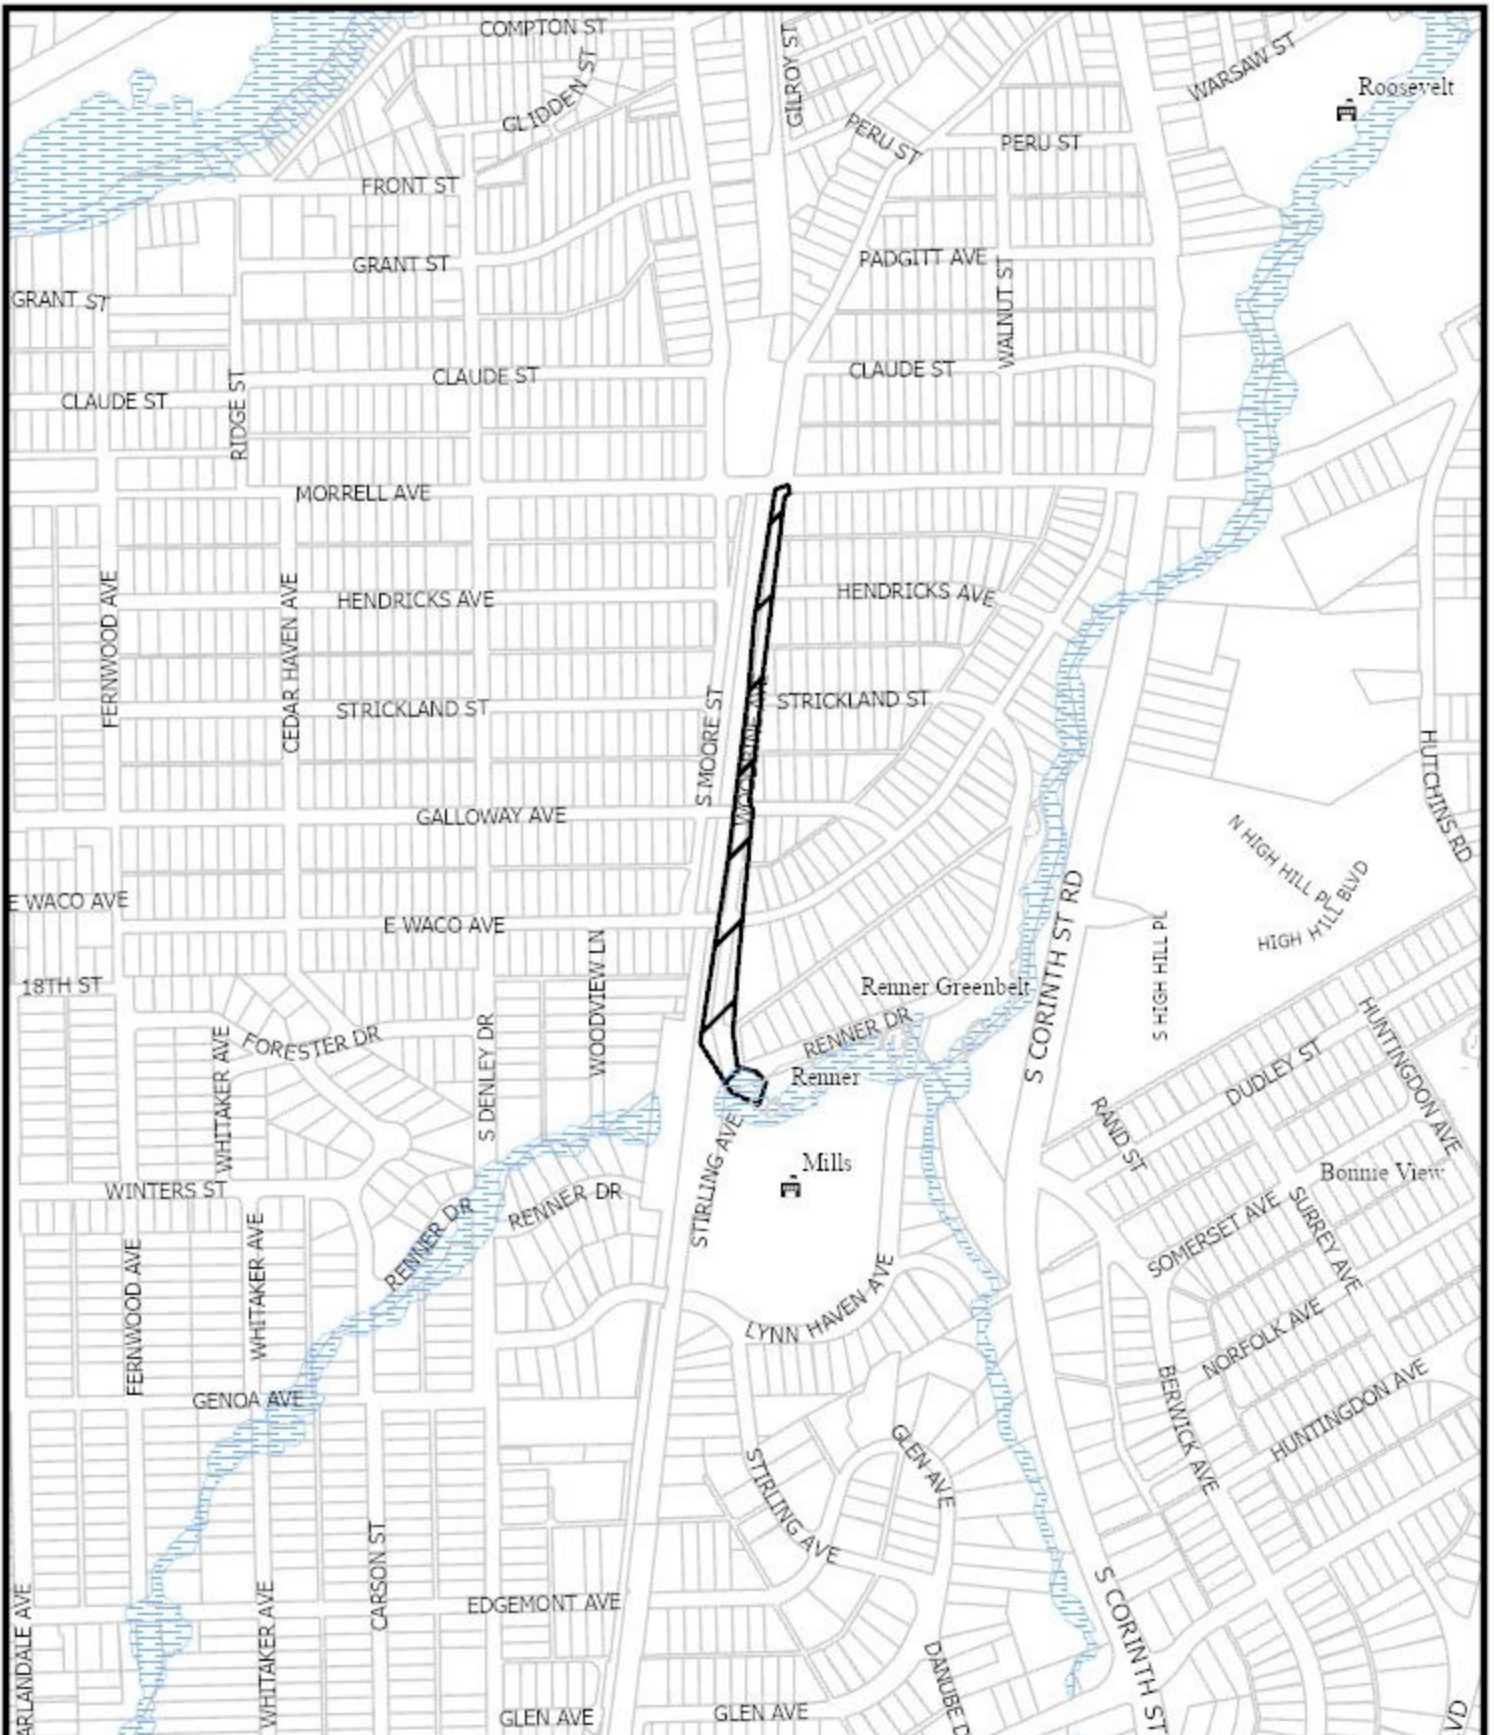 COMPTON ST
GILROY ST
WARSAW ST
Roosevelt
GLIDDEN ST
PERU ST
PERU ST
FRONT ST
GRANT ST
PADGITT AVE
GRANT ST
WALNUT ST
CLAUDE ST
CLAUDE ST
CLAUDE ST
RIDGE ST
MORRELL AVE
HENDRICKS AVE
HENDRICKS AVE
FERNWOOD AVE
CEDAR HAVEN AVE
STRICKLAND ST
STRICKLAND ST
S MOORE ST
HUTCHINS RD
GALLOWAY AVE
N HIGH HILL PL
HIGH HILL BLVD
E WACO AVE
E WACO AVE
S CORINTH ST RD
S HIGH HILL PL
WOODVIEW LN
18TH ST
Renner Greenbelt
FORESTER DR
RENNER DR
WHITAKER AVE
S DENLEY DR
HUNTINGDON AVE
DUDLEY ST
Renner
RAND ST
STIRLING AVE
Mills
Bonnie View
WINTERS ST
RENNER DR
RENNER DR
SOMERSET AVE
SURREY AVE
FERNWOOD AVE
WHITAKER AVE
LYNN HAVEN AVE
NORFOLK AVE
GENOA AVE
BERWICK AVE
HUNTINGDON AVE
GLEN AVE
STIRLING AVE
CARSON ST
EDGEMONT AVE
S CORINTH ST
ARLANDALE AVE
WHITAKER AVE
DANUBE D
GLEN AVE
GLEN AVE
VD